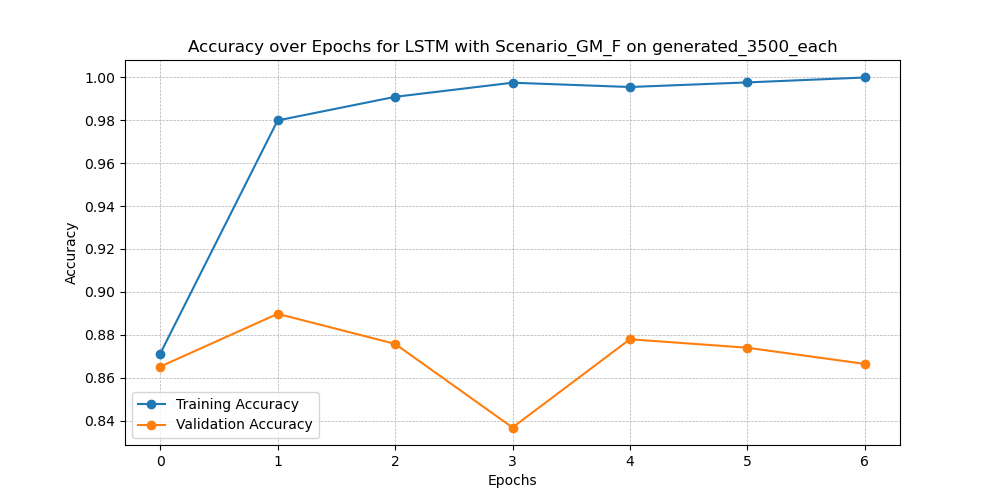 Accuracy over Epochs for LSTM with Scenario_GM_F on generated_3500_each
1.00
0.98
0.96
0.94
0.92
0.90
0.88
0.86
0.84
Accuracy
Training Accuracy
Validation Accuracy
0 1 2 3 4 5 6
Epochs